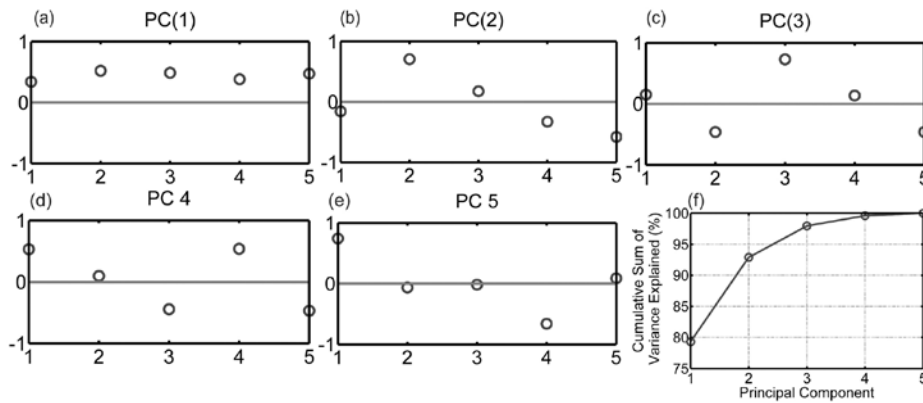 (a) PC(1)
1
0
-1
1 2 3 4 5
(b) PC(2)
1
0
-1
1 2 3 4 5
(c) PC(3)
1
0
-1
1 2 3 4 5
(d) PC 4
1
0
-1
1 2 3 4 5
(e) PC 5
1
0
-1
1 2 3 4 5
(f)
Cumulative Sum of
Variance Explained (%)
100
95
90
85
80
75
1 2 3 4 5
Principal Component